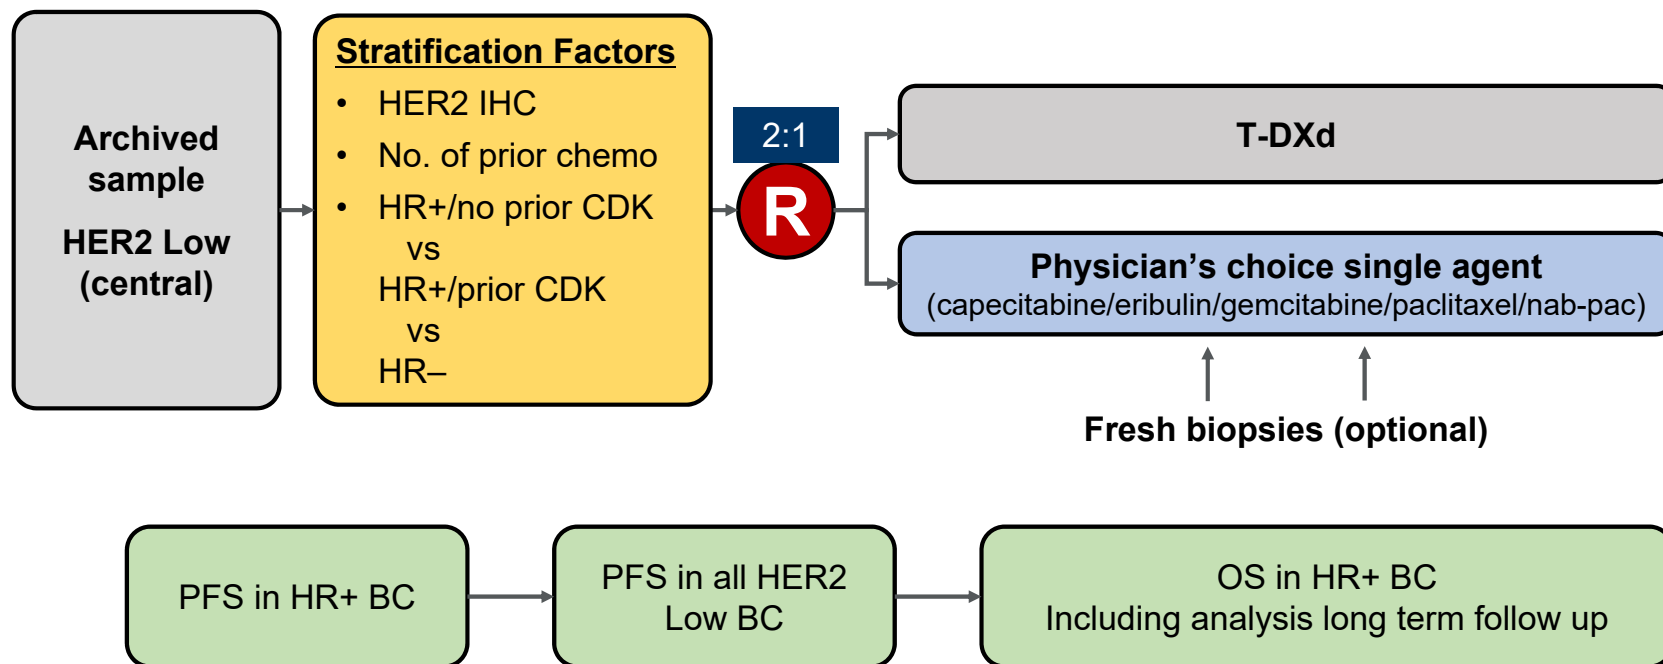 Archived
sample
HER2 Low
(central)
Stratification Factors
• HER2 IHC
• No. of prior chemo
• HR+/no prior CDK
vs
HR+/prior CDK
vs
HR–
2:1
R
T-DXd
Physician’s choice single agent
(capecitabine/eribulin/gemcitabine/paclitaxel/nab-pac)
Fresh biopsies (optional)
PFS in HR+ BC
PFS in all HER2
Low BC
OS in HR+ BC
Including analysis long term follow up